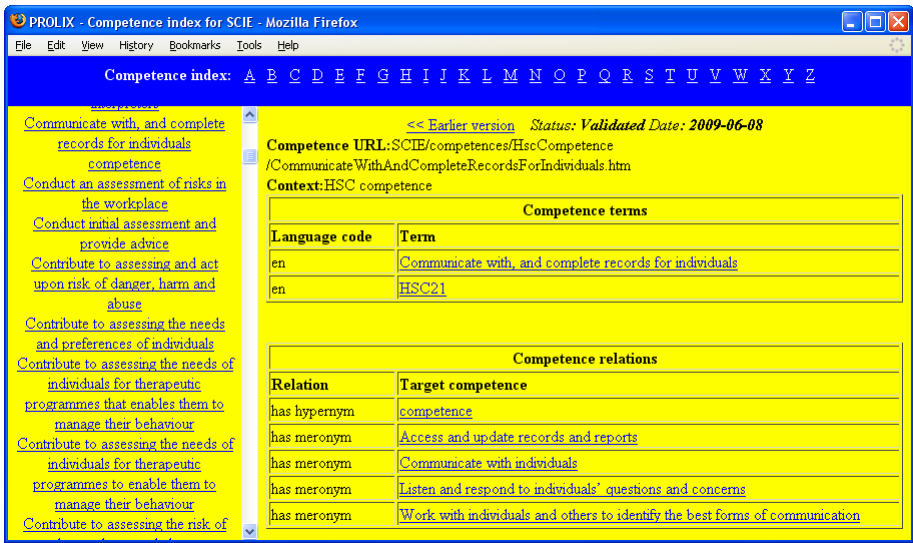 PROLIX - Competence index for SCIE - Mozilla Firefox
File Edit View History Bookmarks Tools Help
Competence index: A B C D E F G H I J K L M N O P Q R S T U V W X Y Z
interpreters
Communicate with, and complete
records for individuals
competence
Conduct an assessment of risks in
the workplace
Conduct initial assessment and
provide advice
Contribute to assessing and act
upon risk of danger, harm and
abuse
Contribute to assessing the needs
and preferences of individuals
Contribute to assessing the needs of
individuals for therapeutic
programmes that enables them to
manage their behaviour
Contribute to assessing the needs of
individuals for therapeutic
programmes to enable them to
manage their behaviour
Contribute to assessing the risk of
<< Earlier version Status: Validated Date: 2009-06-08
Competence URL:SCIE/competences/HscCompetence
/CommunicateWithAndCompleteRecordsForIndividuals.htm
Context:HSC competence
Competence terms
Language code Term
en Communicate with, and complete records for individuals
en HSC21
Competence relations
Relation Target competence
has hypernym competence
has meronym Access and update records and reports
has meronym Communicate with individuals
has meronym Listen and respond to individuals’ questions and concerns
has meronym Work with individuals and others to identify the best forms of communication